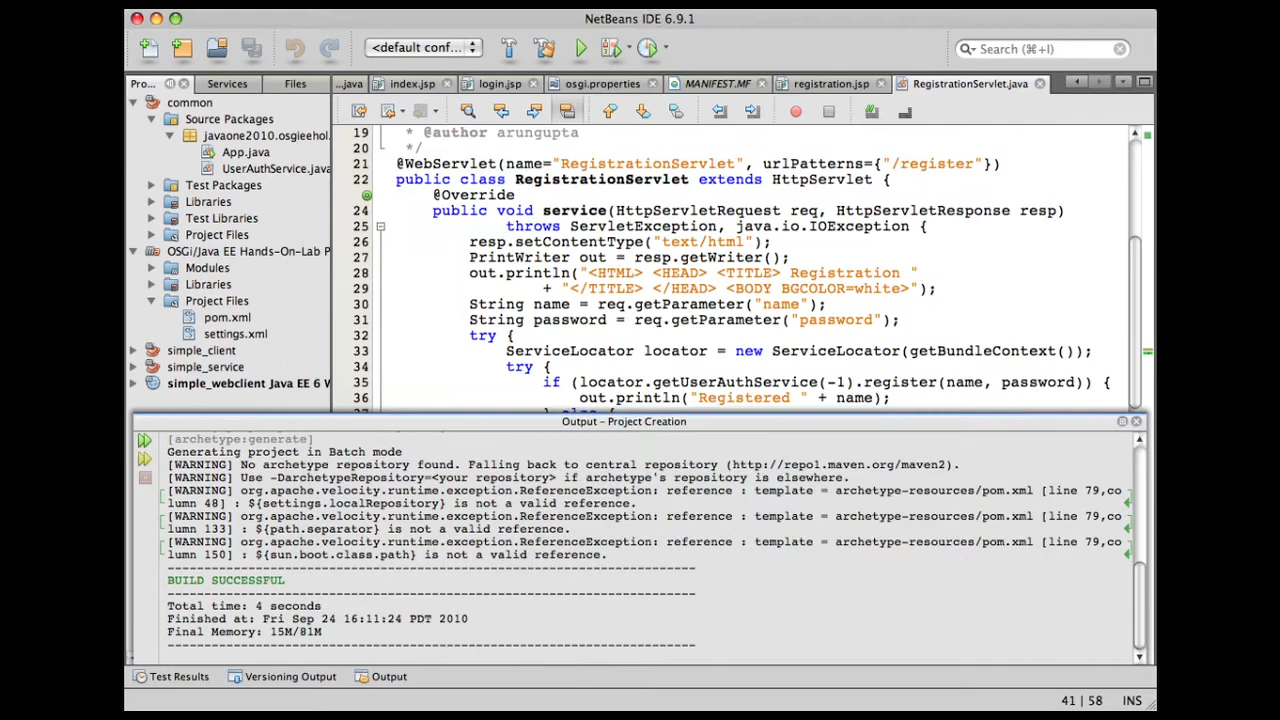 NetBeans IDE 6.9.1
<default conf...
Search (⌘+I)
Pro... Services Files
...java index.jsp login.jsp osgi.properties MANIFEST.MF registration.jsp RegistrationServlet.java
common
Source Packages
javaone2010.osgieehol.
App.java
UserAuthService.java
Test Packages
Libraries
Test Libraries
Project Files
OSGi/Java EE Hands-On-Lab P
Modules
Libraries
Project Files
pom.xml
settings.xml
simple_client
simple_service
simple_webclient Java EE 6 W
19 * @author arungupta
20 */
21 @WebServlet(name="RegistrationServlet", urlPatterns={"/register"})
22 public class RegistrationServlet extends HttpServlet {
@Override
24 public void service(HttpServletRequest req, HttpServletResponse resp)
25 throws ServletException, java.io.IOException {
26 resp.setContentType("text/html");
27 PrintWriter out = resp.getWriter();
28 out.println("<HTML> <HEAD> <TITLE> Registration "
29 + "</TITLE> </HEAD> <BODY BGCOLOR=white>");
30 String name = req.getParameter("name");
31 String password = req.getParameter("password");
32 try {
33 ServiceLocator locator = new ServiceLocator(getBundleContext());
34 try {
35 if (locator.getUserAuthService(-1).register(name, password)) {
36 out.println("Registered " + name);
37 } else {
Output - Project Creation
[archetype:generate]
Generating project in Batch mode
[WARNING] No archetype repository found. Falling back to central repository (http://repo1.maven.org/maven2).
[WARNING] Use -DarchetypeRepository=<your repository> if archetype's repository is elsewhere.
[WARNING] org.apache.velocity.runtime.exception.ReferenceException: reference : template = archetype-resources/pom.xml [line 79,co
lumn 48] : ${settings.localRepository} is not a valid reference.
[WARNING] org.apache.velocity.runtime.exception.ReferenceException: reference : template = archetype-resources/pom.xml [line 79,co
lumn 133] : ${path.separator} is not a valid reference.
[WARNING] org.apache.velocity.runtime.exception.ReferenceException: reference : template = archetype-resources/pom.xml [line 79,co
lumn 150] : ${sun.boot.class.path} is not a valid reference.
------------------------------------------------------------------------
BUILD SUCCESSFUL
------------------------------------------------------------------------
Total time: 4 seconds
Finished at: Fri Sep 24 16:11:24 PDT 2010
Final Memory: 15M/81M
------------------------------------------------------------------------
Test Results Versioning Output Output
41 | 58 INS